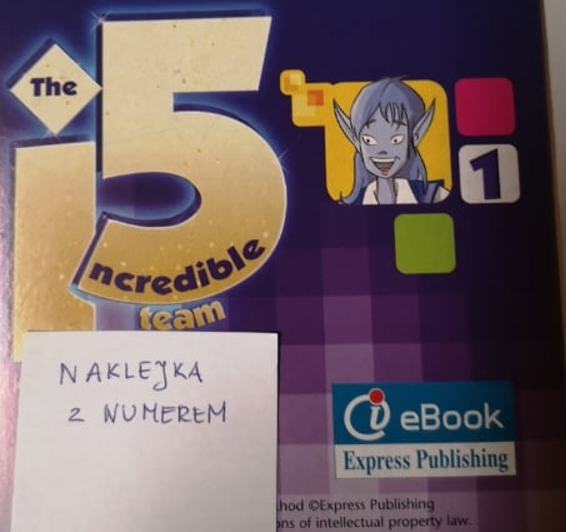 The
i5
ncredible
team
1
NAKLEJKA
Z NUMEREM
i eBook
Express Publishing
thod ©Express Publishing
ns of intellectual property law.